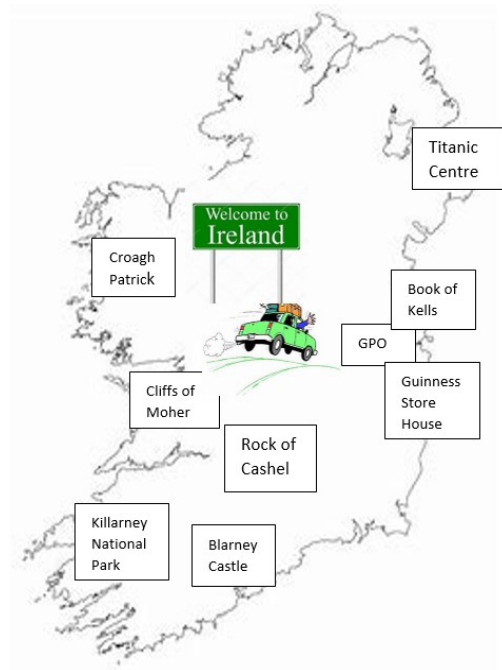 Titanic
Centre
Welcome to
Ireland
Croagh
Patrick
Book of
Kells
GPO
Cliffs of
Moher
Guinness
Store
House
Rock of
Cashel
Killarney
National
Park
Blarney
Castle